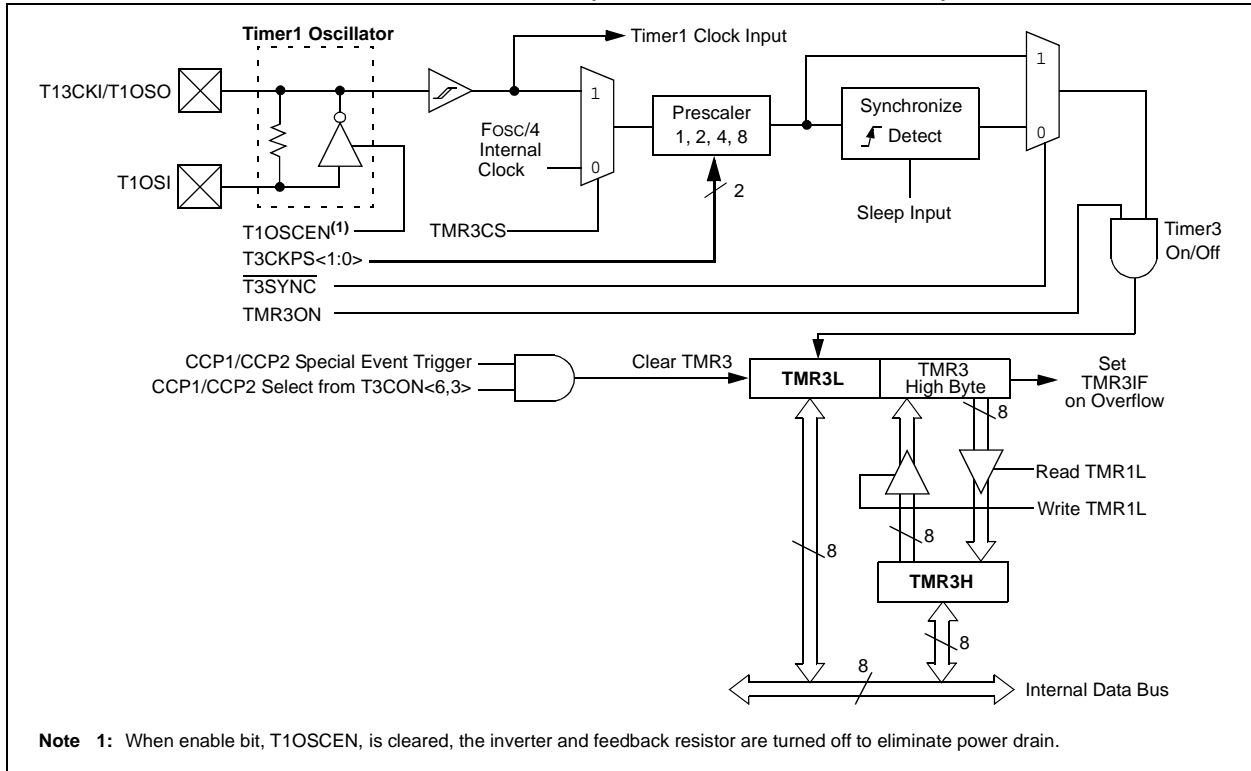 Timer1 Oscillator
Timer1 Clock Input
T13CKI/T1OSO
1
1
Prescaler
1, 2, 4, 8
Synchronize
Detect
FOSC/4
Internal
Clock
0
0
T1OSI
2
Sleep Input
T1OSCEN(1)
TMR3CS
Timer3
On/Off
T3CKPS<1:0>
T3SYNC
TMR3ON
CCP1/CCP2 Special Event Trigger
CCP1/CCP2 Select from T3CON<6,3>
Clear TMR3
TMR3L
TMR3
High Byte
Set
TMR3IF
on Overflow
8
Read TMR1L
Write TMR1L
8
8
TMR3H
8
8
Internal Data Bus
Note 1: When enable bit, T1OSCEN, is cleared, the inverter and feedback resistor are turned off to eliminate power drain.